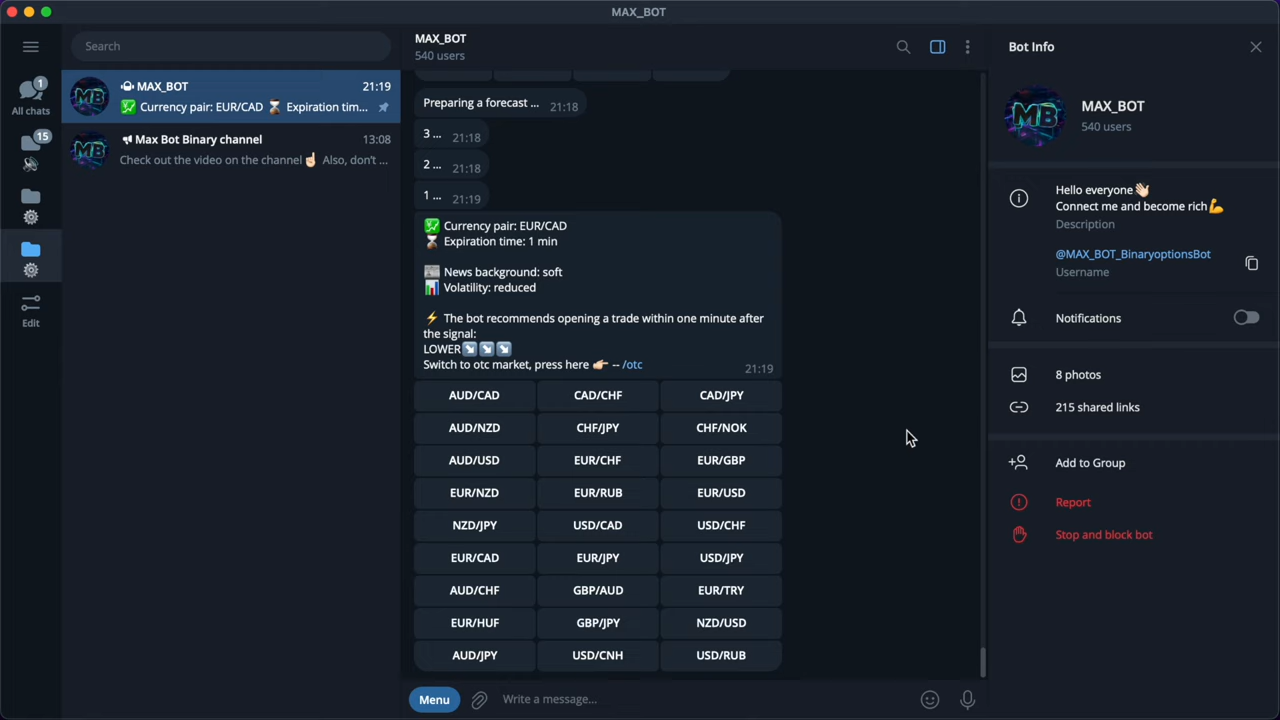 MAX_BOT
Search
All chats
1
15
Edit
MAX_BOT 21:19
Currency pair: EUR/CAD ⌛ Expiration tim...
Max Bot Binary channel 13:08
Check out the video on the channel☝🏻 Also, don't ...
MAX_BOT
540 users
Preparing a forecast ... 21:18
3 ... 21:18
2 ... 21:18
1 ... 21:19
💹 Currency pair: EUR/CAD
⌛ Expiration time: 1 min
📰 News background: soft
📊 Volatility: reduced
⚡ The bot recommends opening a trade within one minute after
the signal:
LOWER↘️↘️↘️
Switch to otc market, press here 👉🏼 -- /otc
21:19
AUD/CAD CAD/CHF CAD/JPY
AUD/NZD CHF/JPY CHF/NOK
AUD/USD EUR/CHF EUR/GBP
EUR/NZD EUR/RUB EUR/USD
NZD/JPY USD/CAD USD/CHF
EUR/CAD EUR/JPY USD/JPY
AUD/CHF GBP/AUD EUR/TRY
EUR/HUF GBP/JPY NZD/USD
AUD/JPY USD/CNH USD/RUB
Menu Write a message...
Bot Info
MB
MAX_BOT
540 users
Hello everyone👋🏻
Connect me and become rich💪
Description
@MAX_BOT_BinaryoptionsBot
Username
Notifications
8 photos
215 shared links
Add to Group
Report
Stop and block bot